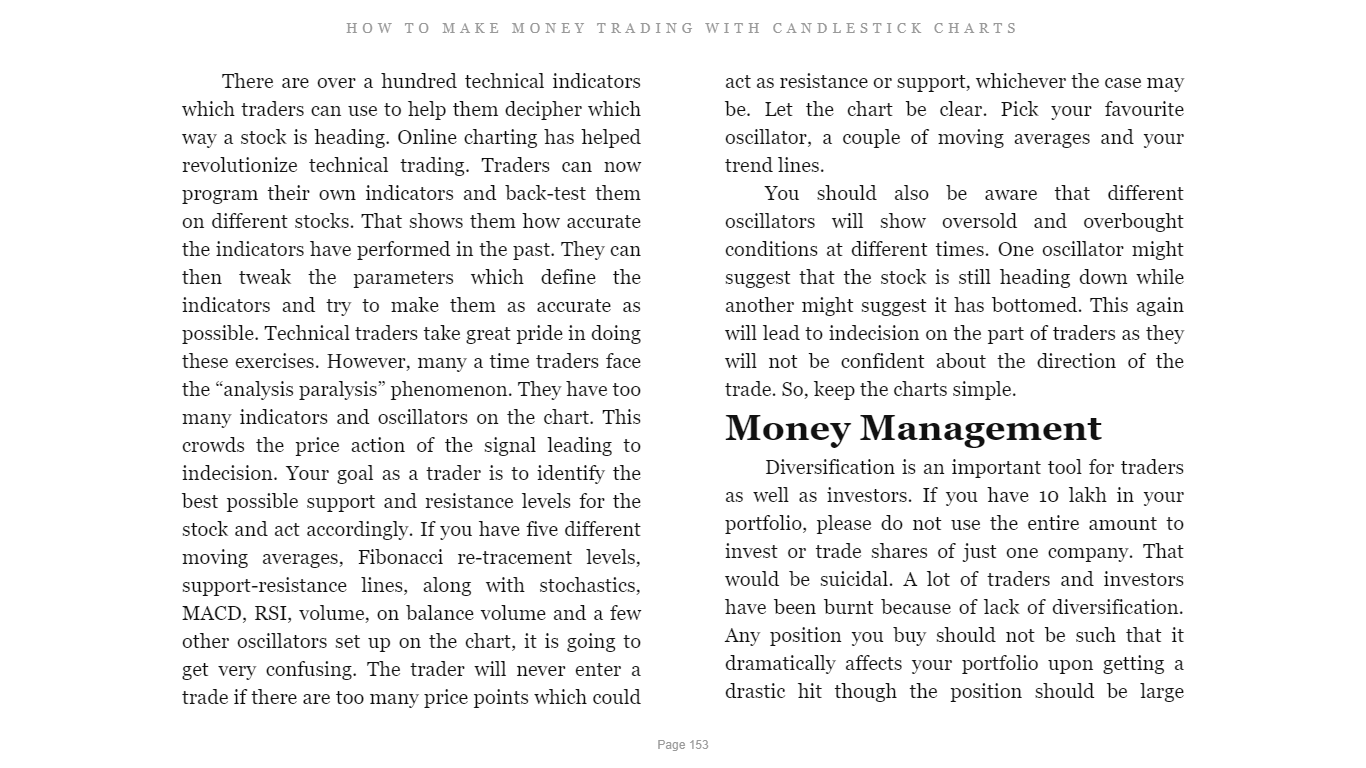 HOW TO MAKE MONEY TRADING WITH CANDLESTICK CHARTS
There are over a hundred technical indicators
which traders can use to help them decipher which
way a stock is heading. Online charting has helped
revolutionize technical trading. Traders can now
program their own indicators and back-test them
on different stocks. That shows them how accurate
the indicators have performed in the past. They can
then tweak the parameters which define the
indicators and try to make them as accurate as
possible. Technical traders take great pride in doing
these exercises. However, many a time traders face
the “analysis paralysis” phenomenon. They have too
many indicators and oscillators on the chart. This
crowds the price action of the signal leading to
indecision. Your goal as a trader is to identify the
best possible support and resistance levels for the
stock and act accordingly. If you have five different
moving averages, Fibonacci re-tracement levels,
support-resistance lines, along with stochastics,
MACD, RSI, volume, on balance volume and a few
other oscillators set up on the chart, it is going to
get very confusing. The trader will never enter a
trade if there are too many price points which could
act as resistance or support, whichever the case may
be. Let the chart be clear. Pick your favourite
oscillator, a couple of moving averages and your
trend lines.
You should also be aware that different
oscillators will show oversold and overbought
conditions at different times. One oscillator might
suggest that the stock is still heading down while
another might suggest it has bottomed. This again
will lead to indecision on the part of traders as they
will not be confident about the direction of the
trade. So, keep the charts simple.
Money Management
Diversification is an important tool for traders
as well as investors. If you have 10 lakh in your
portfolio, please do not use the entire amount to
invest or trade shares of just one company. That
would be suicidal. A lot of traders and investors
have been burnt because of lack of diversification.
Any position you buy should not be such that it
dramatically affects your portfolio upon getting a
drastic hit though the position should be large
Page 153